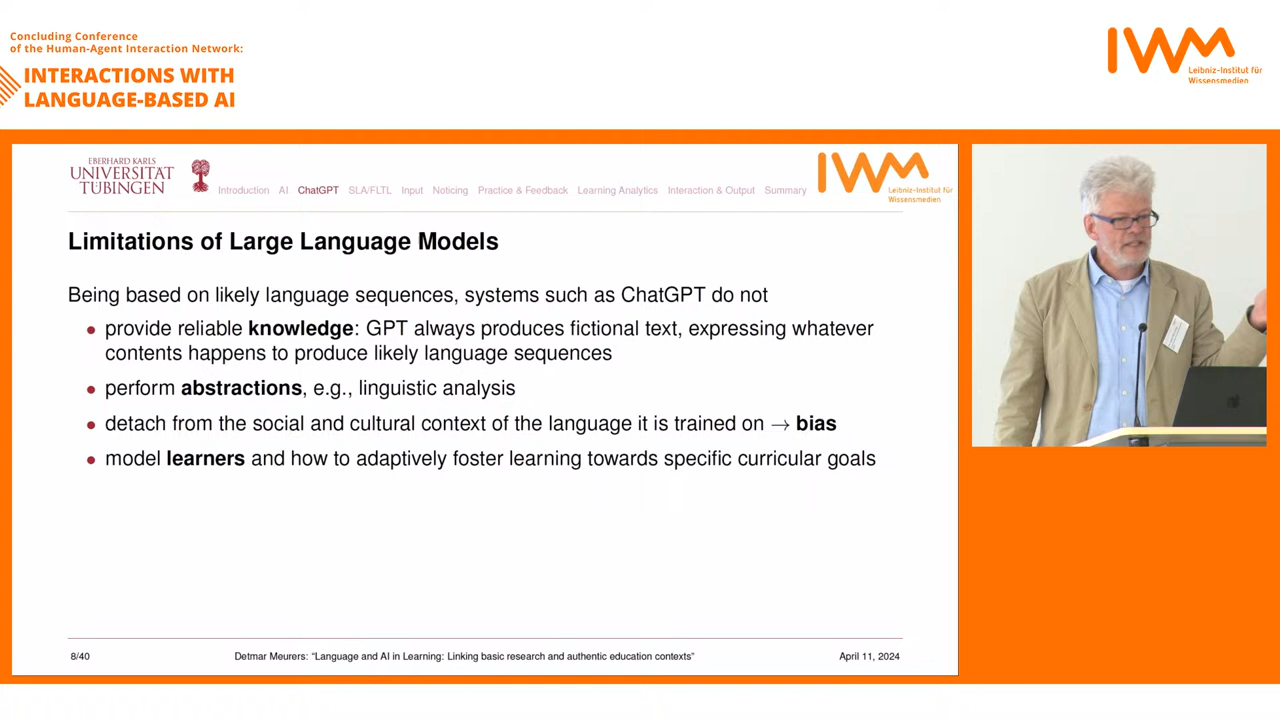 Concluding Conference
of the Human-Agent Interaction Network:
INTERACTIONS WITH
LANGUAGE-BASED AI
IWM
Leibniz-Institut für
Wissensmedien
EBERHARD KARLS
UNIVERSITÄT
TÜBINGEN
Introduction AI ChatGPT SLA/FLTL Input Noticing Practice & Feedback Learning Analytics Interaction & Output Summary
IWM
Leibniz-Institut für
Wissensmedien
Limitations of Large Language Models
Being based on likely language sequences, systems such as ChatGPT do not
• provide reliable knowledge: GPT always produces fictional text, expressing whatever
contents happens to produce likely language sequences
• perform abstractions, e.g., linguistic analysis
• detach from the social and cultural context of the language it is trained on → bias
• model learners and how to adaptively foster learning towards specific curricular goals
8/40
Detmar Meurers: “Language and AI in Learning: Linking basic research and authentic education contexts”
April 11, 2024